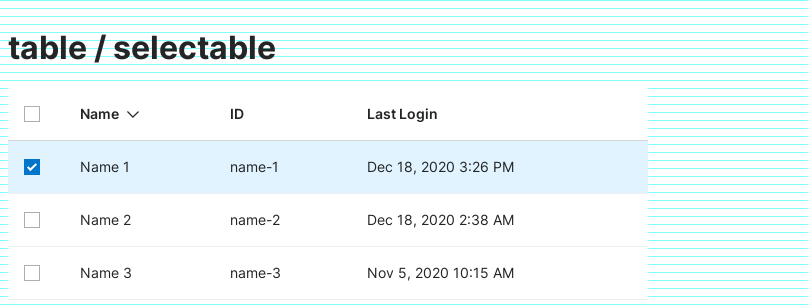 table / selectable
Name ID Last Login
Name 1 name-1 Dec 18, 2020 3:26 PM
Name 2 name-2 Dec 18, 2020 2:38 AM
Name 3 name-3 Nov 5, 2020 10:15 AM